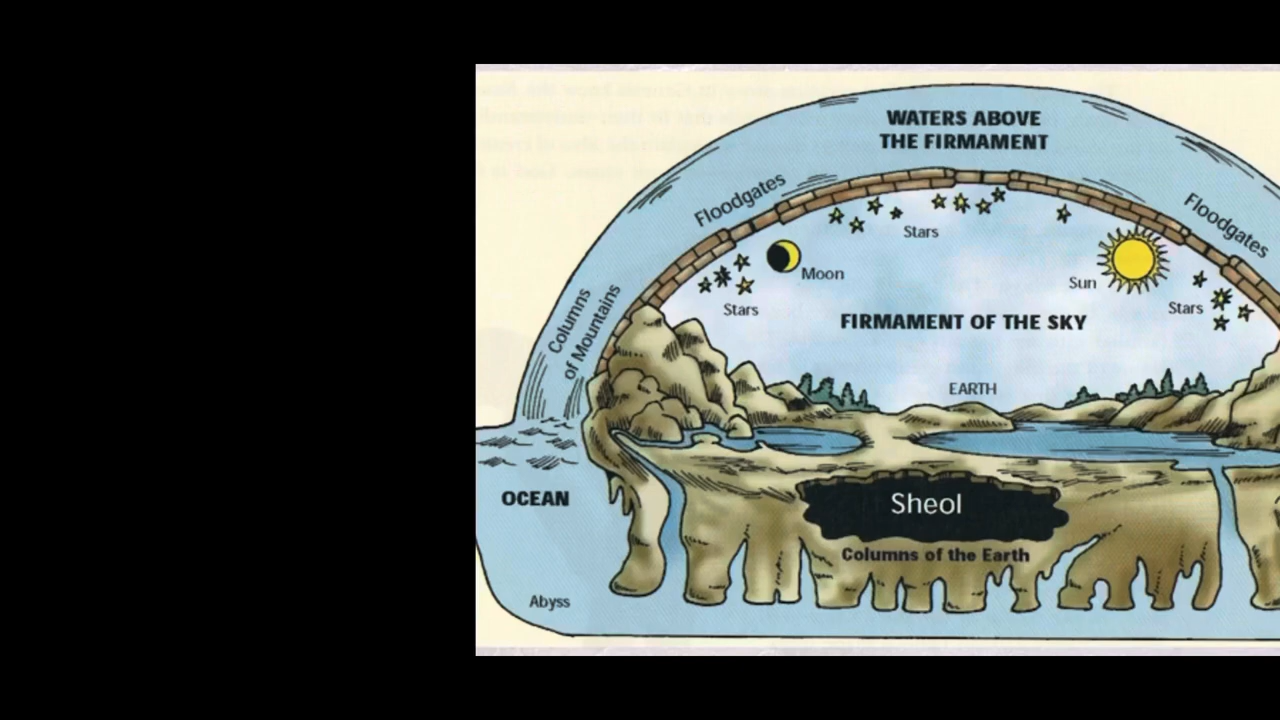 WATERS ABOVE
THE FIRMAMENT
Floodgates
Floodgates
Stars
Moon
Sun
Stars
Stars
Columns
of Mountains
FIRMAMENT OF THE SKY
EARTH
OCEAN
Sheol
Columns of the Earth
Abyss